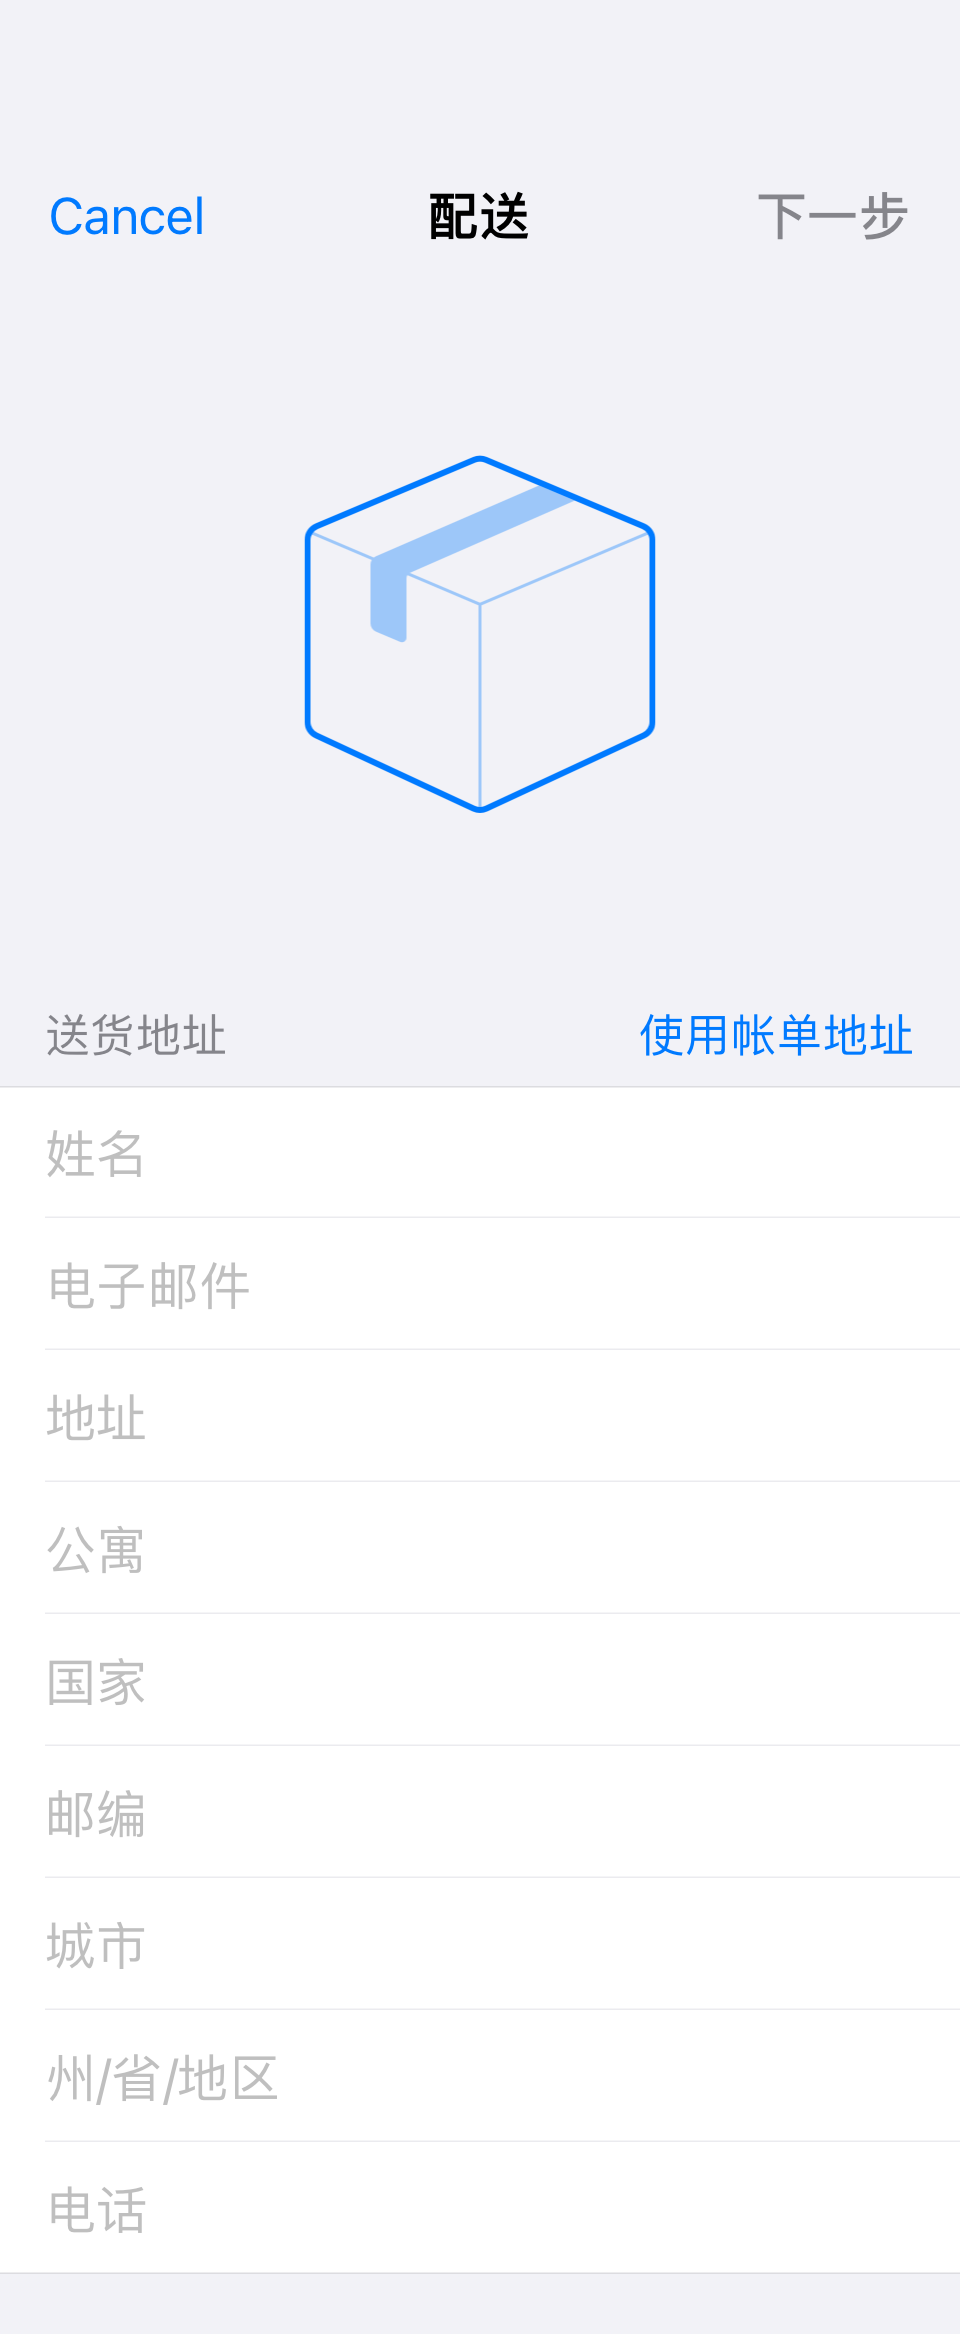 Cancel 配送 下一步
送货地址 使用帐单地址
姓名
电子邮件
地址
公寓
国家
邮编
城市
州/省/地区
电话